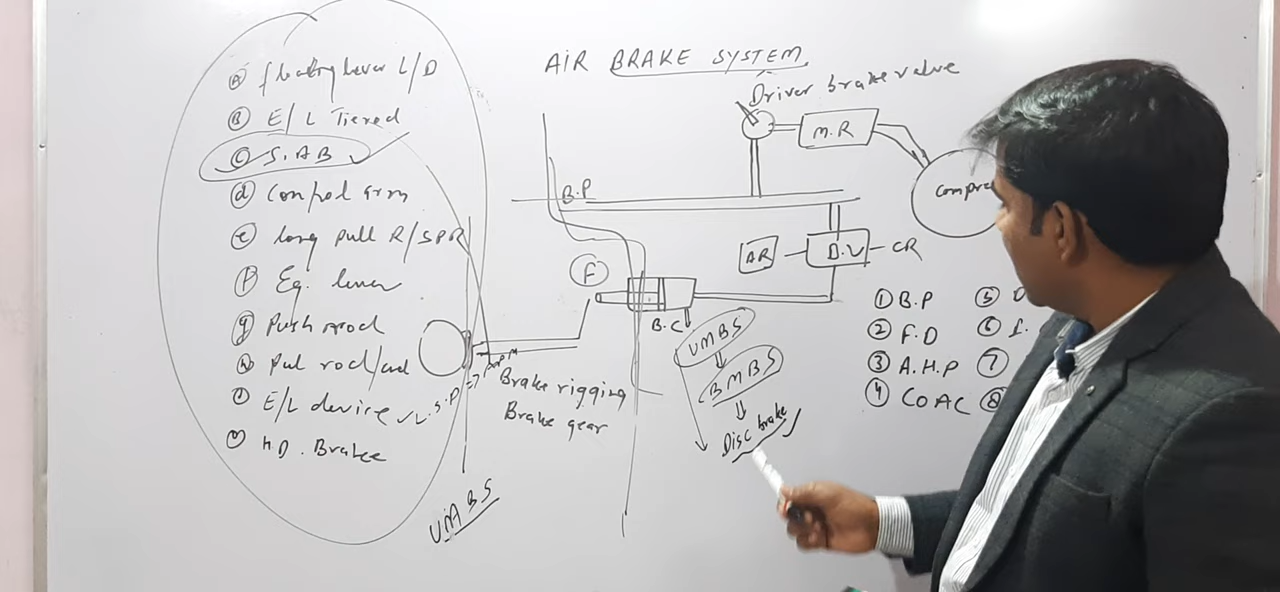 AIR BRAKE SYSTEM
Driver brake valve
M.R
B.P
AR
D.V
CR
F
B.C
UMBS
BMBS
Disc brake
Brake rigging
Brake gear
UMBS
ⓐ floating lever L/D
ⓑ E/L Tiered
ⓒ S.AB
ⓓ Control arm
ⓔ long pull R/SPR
ⓕ Eq. lever
ⓖ Push rod
ⓗ Pul rod/
ⓘ E/L device
H.D. Brake
S.P
① B.P
② F.D
③ A.H.P
④ COAC
⑤
⑥
⑦
⑧